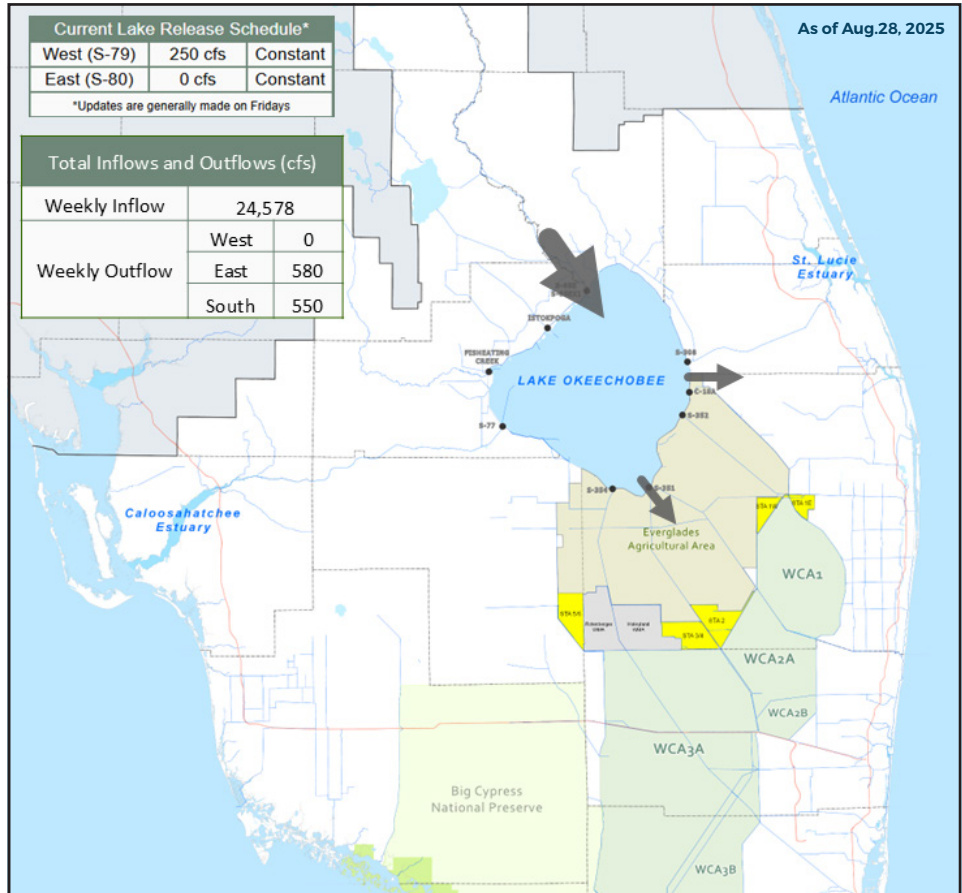 Current Lake Release Schedule*
West (S-79) 250 cfs Constant
East (S-80) 0 cfs Constant
*Updates are generally made on Fridays
As of Aug.28, 2025
Atlantic Ocean
Total Inflows and Outflows (cfs)
Weekly Inflow 24,578
Weekly Outflow
West 0
East 580
South 550
St. Lucie
Estuary
ISTOKPOGA
FISHEATING
CREEK
S-308
LAKE OKEECHOBEE
C-10A
S-352
S-77
S-354
S-351
Caloosahatchee
Estuary
Everglades
Agricultural Area
STA 1W
STA 1E
WCA1
STA 5/6
STA 2
STA 3/4
WCA2A
WCA2B
WCA3A
Big Cypress
National Preserve
WCA3B